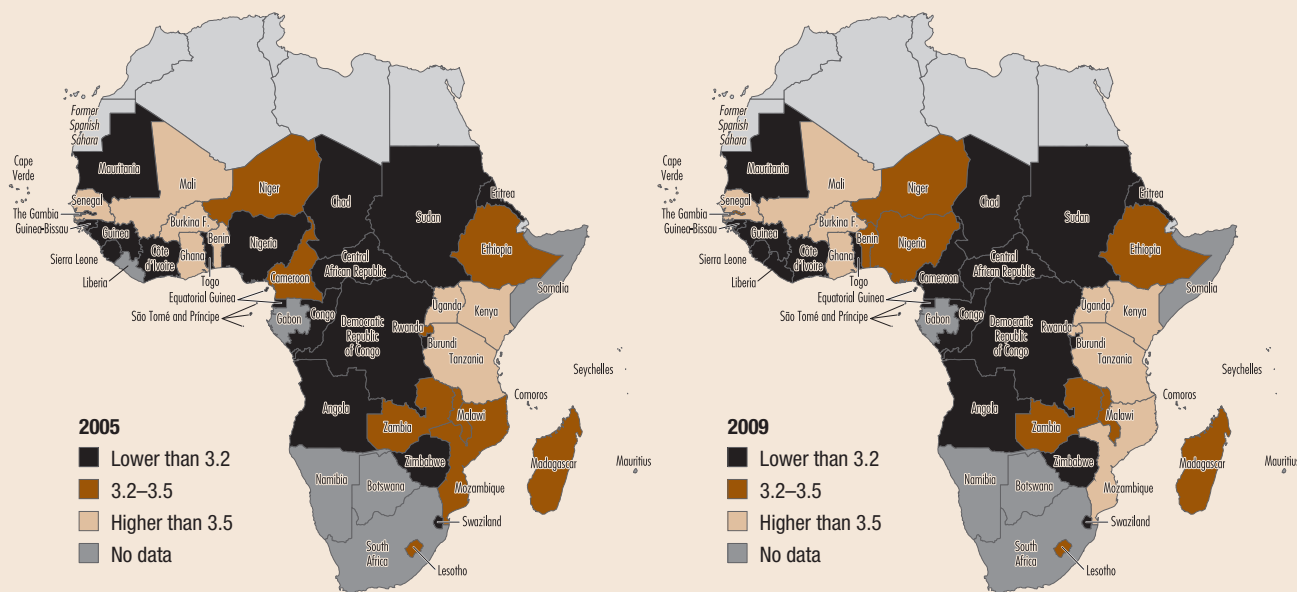 Former
Spanish
Sahara
Cape
Verde
Mauritania
Mali
Niger
Chad
Sudan
Eritrea
Senegal
The Gambia
Guinea-Bissau
Guinea
Burkina F.
Benin
Nigeria
Ethiopia
Sierra Leone
Côte
d'Ivoire
Ghana
Togo
Liberia
Central
African Republic
Cameroon
Somalia
Equatorial Guinea
São Tomé and Príncipe
Gabon
Congo
Democratic
Republic
of Congo
Uganda
Kenya
Rwanda
Burundi
Tanzania
Seychelles
Comoros
Angola
Malawi
Zambia
Madagascar
Mauritius
Zimbabwe
Mozambique
Namibia
Botswana
Swaziland
South
Africa
Lesotho
2005
Lower than 3.2
3.2–3.5
Higher than 3.5
No data
Former
Spanish
Sahara
Cape
Verde
Mauritania
Mali
Niger
Chad
Sudan
Eritrea
Senegal
The Gambia
Guinea-Bissau
Guinea
Burkina F.
Benin
Nigeria
Ethiopia
Sierra Leone
Côte
d'Ivoire
Ghana
Togo
Liberia
Central
African Republic
Cameroon
Somalia
Equatorial Guinea
São Tomé and Príncipe
Gabon
Congo
Democratic
Republic
of Congo
Uganda
Kenya
Rwanda
Burundi
Tanzania
Seychelles
Comoros
Angola
Malawi
Zambia
Madagascar
Mauritius
Zimbabwe
Mozambique
Namibia
Botswana
Swaziland
South
Africa
Lesotho
2009
Lower than 3.2
3.2–3.5
Higher than 3.5
No data